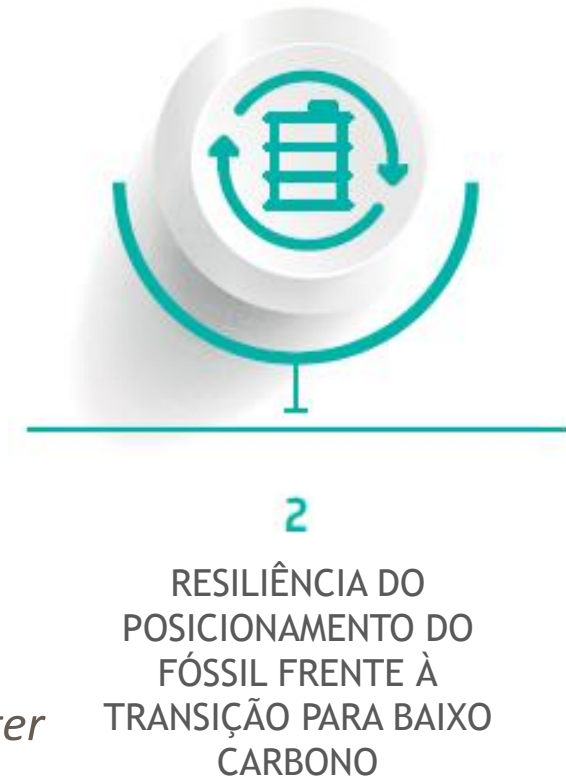 2
RESILIÊNCIA DO
POSICIONAMENTO DO
FÓSSIL FRENTE À
TRANSIÇÃO PARA BAIXO
CARBONO